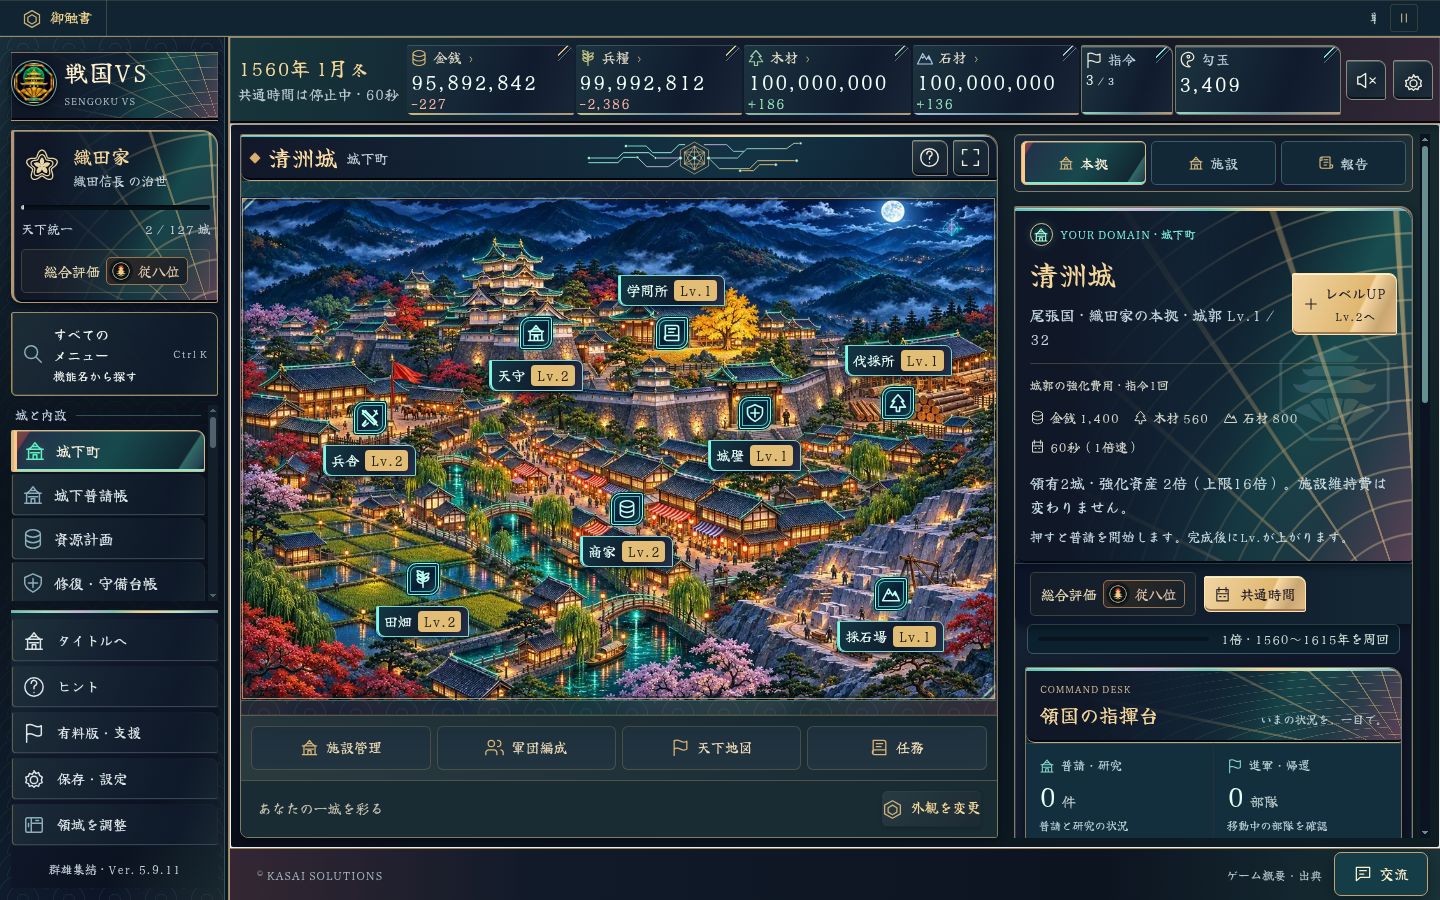 御触書
戦国VS
SENGOKU VS
1560年 1月 冬
共通時間は停止中・60秒
金銭 ›
95,892,842
-227
兵糧 ›
99,992,812
-2,386
木材 ›
100,000,000
+186
石材 ›
100,000,000
+136
指令
3 / 3
勾玉
3,409
織田家
織田信長 の治世
天下統一 2 / 127 城
総合評価 従八位
すべての
メニュー
機能名から探す
Ctrl K
城と内政
城下町
城下普請帳
資源計画
修復・守備台帳
タイトルへ
ヒント
有料版・支援
保存・設定
領域を調整
群雄集結・Ver. 5.9.11
清洲城 城下町
学問所 Lv.1
天守 Lv.2
伐採所 Lv.1
兵舎 Lv.2
城壁 Lv.1
商家 Lv.2
田畑 Lv.2
採石場 Lv.1
施設管理
軍団編成
天下地図
任務
あなたの一城を彩る
外観を変更
本拠
施設
報告
YOUR DOMAIN・城下町
清洲城
尾張国・織田家の本拠・城郭 Lv.1 /
32
+ レベルUP
Lv.2へ
城郭の強化費用・指令1回
金銭 1,400 木材 560 石材 800
60秒（1倍速）
領有2城・強化資産 2倍（上限16倍）。施設維持費は
変わりません。
押すと普請を開始します。完成後にLv.が上がります。
総合評価 従八位
共通時間
1倍・1560〜1615年を周回
COMMAND DESK
領国の指揮台
いまの状況を、一目で。
普請・研究
0 件
普請と研究の状況
進軍・帰還
0 部隊
移動中の部隊を確認
© KASAI SOLUTIONS
ゲーム概要・出典
交流